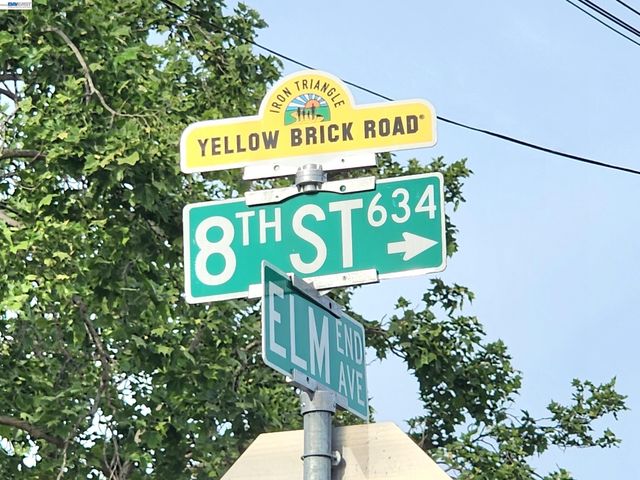 IRON TRIANGLE
YELLOW BRICK ROAD®
8TH ST 634
ELM END AVE